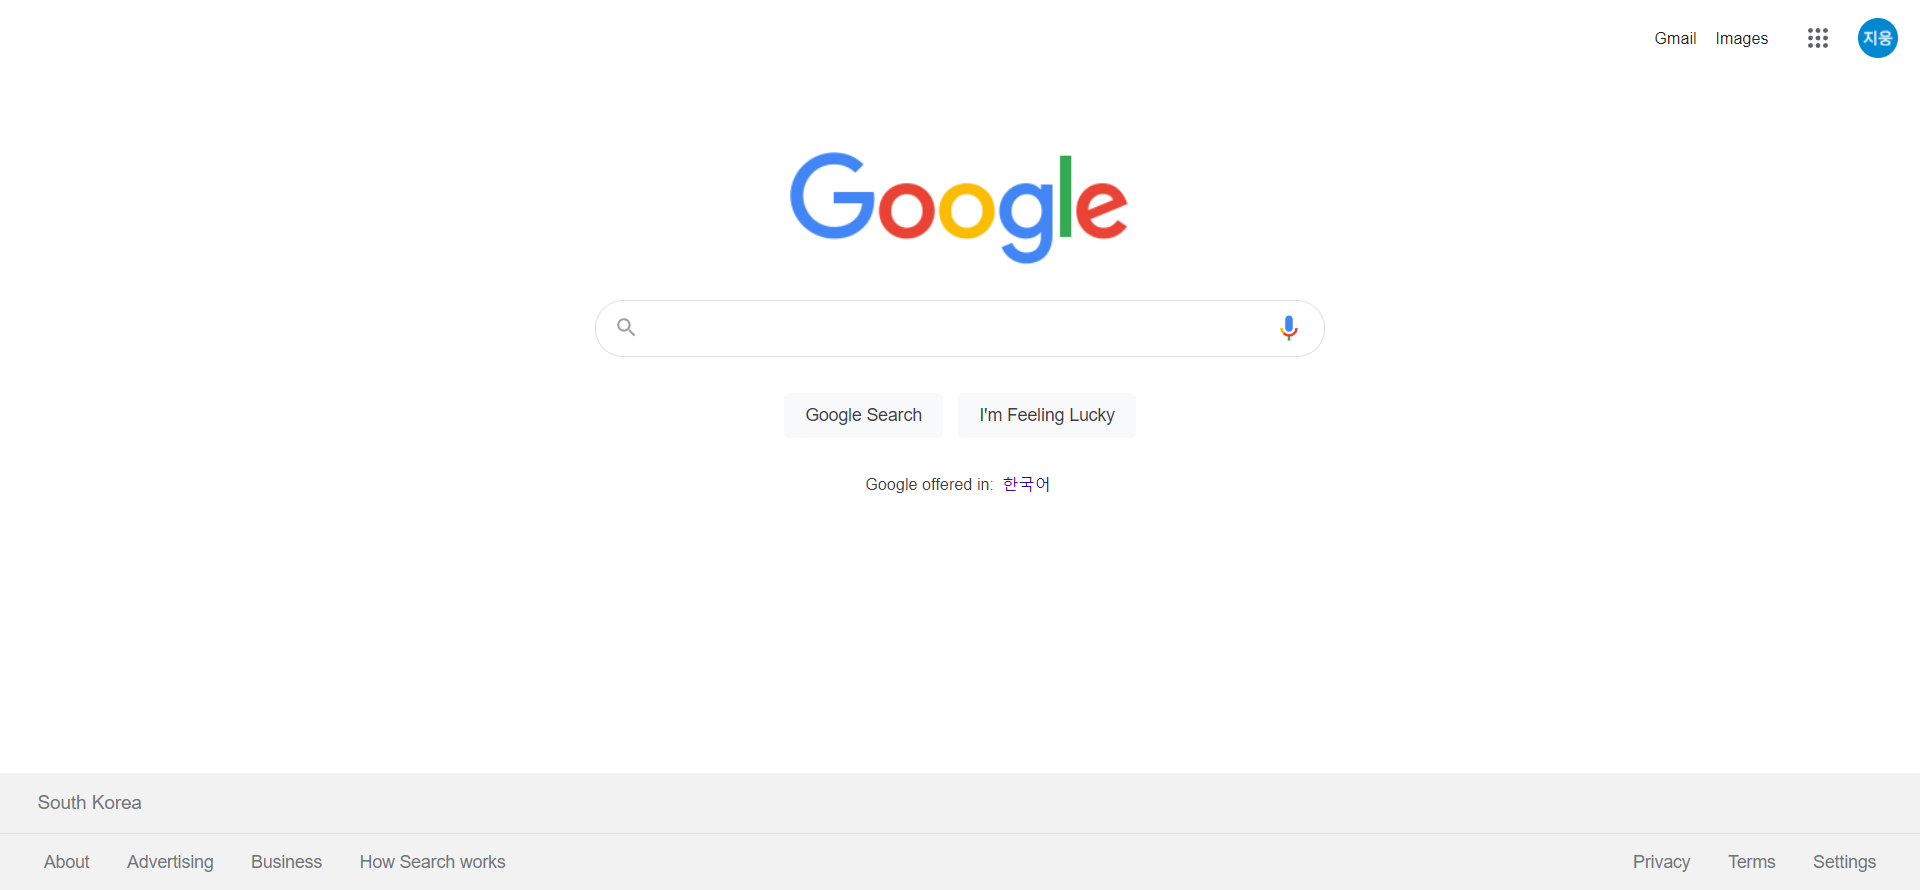 Gmail Images 지웅
Google
Google Search I'm Feeling Lucky
Google offered in: 한국어
South Korea
About Advertising Business How Search works Privacy Terms Settings